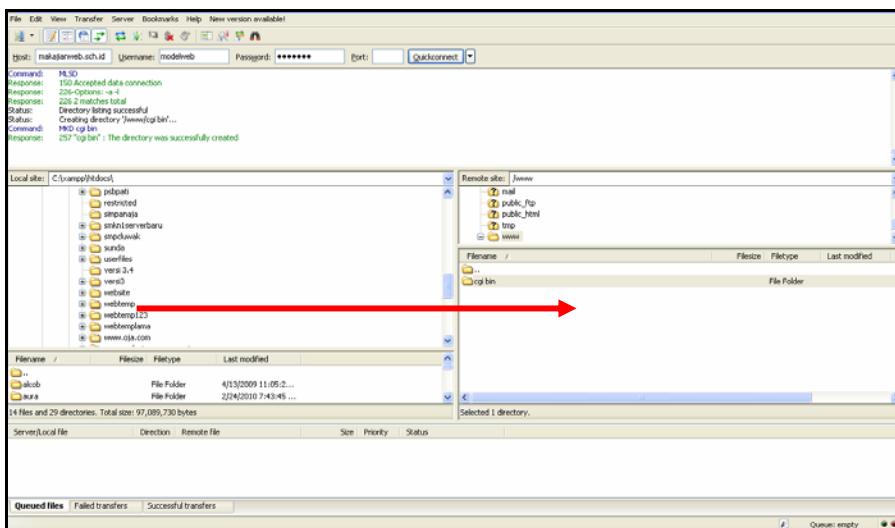 File Edit View Transfer Server Bookmarks Help New version available!
Host: makajianweb.sch.id Username: modelweb Password: ●●●●●●● Port: Quickconnect
Command: MLSD
Response: 150 Accepted data connection
Response: 226-Options: -a -l
Response: 226 2 matches total
Status: Directory listing successful
Status: Creating directory '/www/cgi bin'...
Command: MKD cgi bin
Response: 257 "cgi bin" : The directory was successfully created
Local site: C:\xampp\htdocs\
psbpati
restricted
simpanaja
smkn1serverbaru
smpcluwak
sunda
userfiles
versi 3.4
versi3
website
webtemp
webtemp123
webtemplama
www.oja.com
Filename / Filesize Filetype Last modified
..
alcob File Folder 4/13/2009 11:05:2...
aura File Folder 2/24/2010 7:43:45 ...
14 files and 29 directories. Total size: 97,089,730 bytes
Remote site: /www
mail
public_ftp
public_html
tmp
www
Filename / Filesize Filetype Last modified
..
cgi bin File Folder
Selected 1 directory.
Server/Local file Direction Remote file Size Priority Status
Queued files Failed transfers Successful transfers
Queue: empty